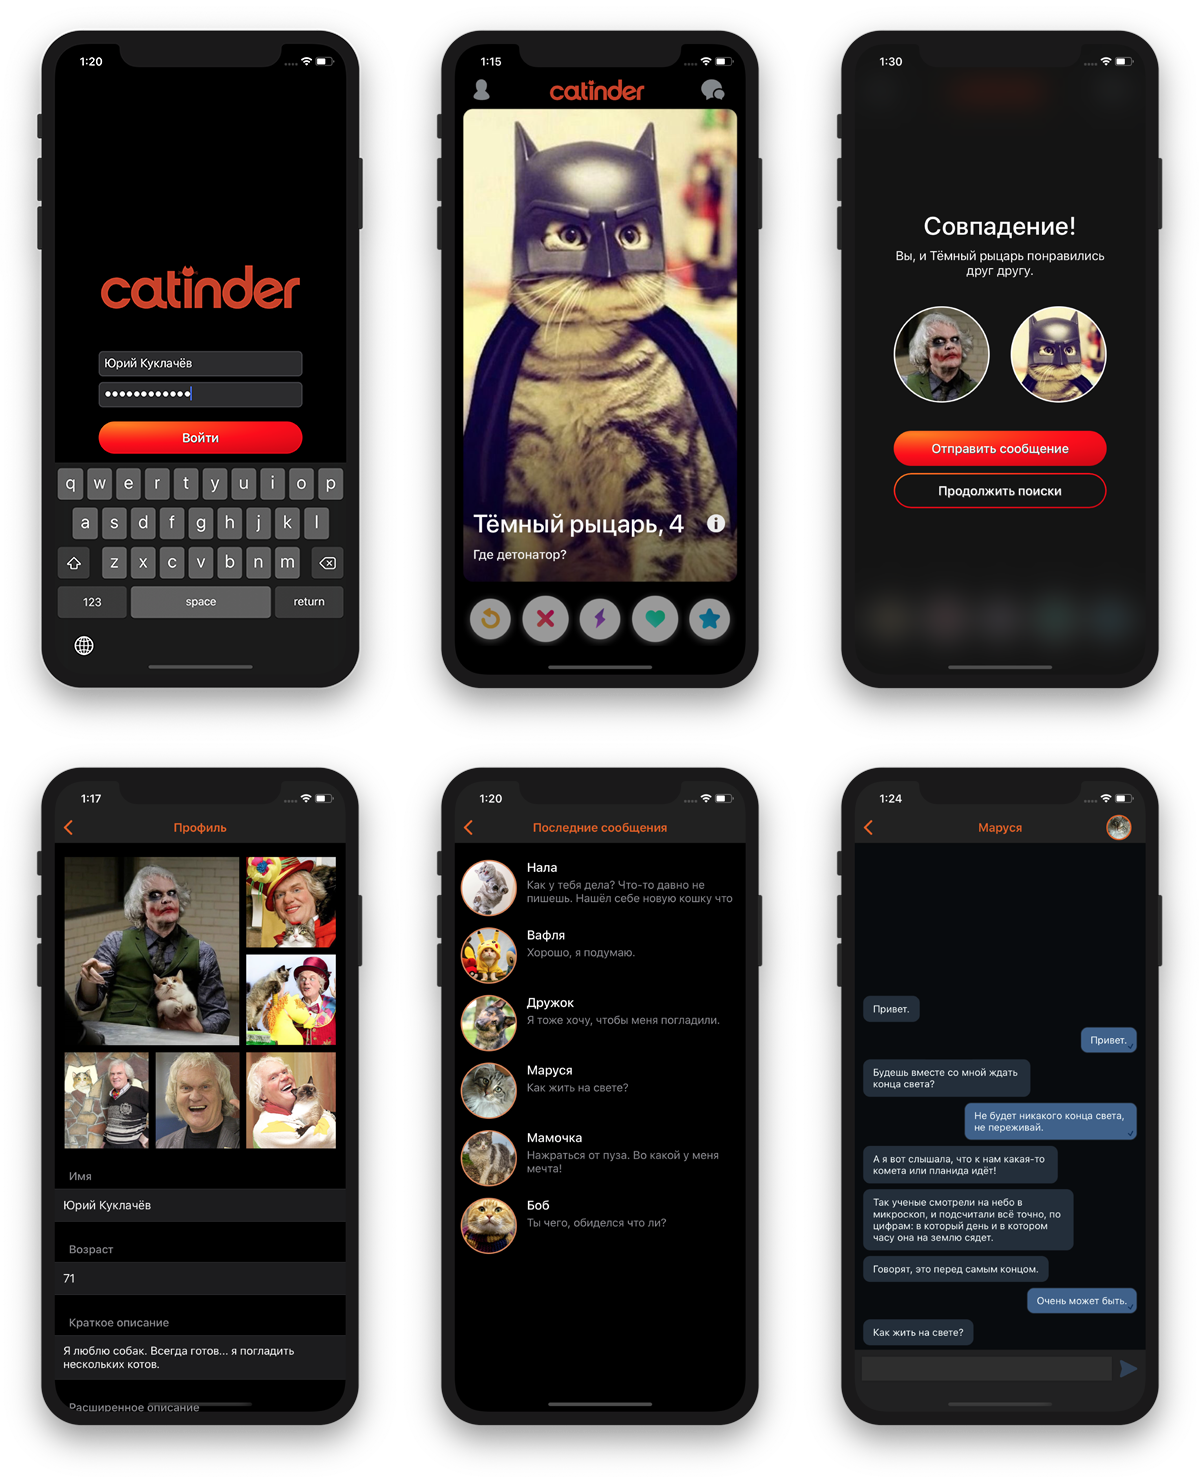 1:20
catinder
Юрий Куклачёв
••••••••••••
Войти
q w e r t y u i o p
a s d f g h j k l
z x c v b n m
123 space return
1:15
catinder
Тёмный рыцарь, 4
Где детонатор?
1:30
Совпадение!
Вы, и Тёмный рыцарь понравились
друг другу.
Отправить сообщение
Продолжить поиски
1:17
Профиль
Имя
Юрий Куклачёв
Возраст
71
Краткое описание
Я люблю собак. Всегда готов... я погладить
нескольких котов.
Расширенное описание
1:20
Последние сообщения
Нала
Как у тебя дела? Что-то давно не
пишешь. Нашёл себе новую кошку что
Вафля
Хорошо, я подумаю.
Дружок
Я тоже хочу, чтобы меня погладили.
Маруся
Как жить на свете?
Мамочка
Нажраться от пуза. Во какой у меня
мечта!
Боб
Ты чего, обиделся что ли?
1:24
Маруся
Привет.
Привет.
Будешь вместе со мной ждать
конца света?
Не будет никакого конца света,
не переживай.
А я вот слышала, что к нам какая-то
комета или планида идёт!
Так ученые смотрели на небо в
микроскоп, и подсчитали всё точно, по
цифрам: в который день и в котором
часу она на землю сядет.
Говорят, это перед самым концом.
Очень может быть.
Как жить на свете?